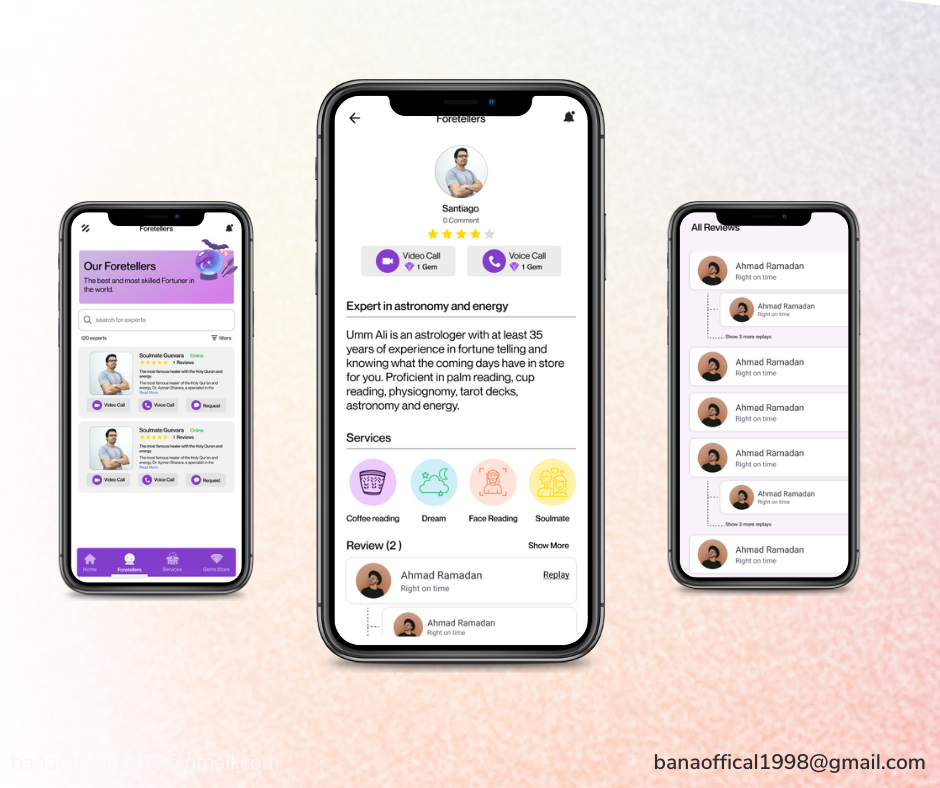 Foretellers
Our Foretellers
The best and most skilled Fortuner in
the world.
search for experts
120 experts
filters
Soulmate Guevara Online
1 Reviews
The most famous healer with the Holy Quran and
energy
The most famous healer of the Holy Qur'an and
energy, Dr. Ayman Sharara, a specialist in the
Read More
Video Call
Voice Call
Request
Soulmate Guevara Online
1 Reviews
The most famous healer with the Holy Quran and
energy
The most famous healer of the Holy Qur'an and
energy, Dr. Ayman Sharara, a specialist in the
Read More
Video Call
Voice Call
Request
Home
Foretellers
Services
Gems Store
Foretellers
Santiago
0 Comment
Video Call
1 Gem
Voice Call
1 Gem
Expert in astronomy and energy
Umm Ali is an astrologer with at least 35
years of experience in fortune telling and
knowing what the coming days have in store
for you. Proficient in palm reading, cup
reading, physiognomy, tarot decks,
astronomy and energy.
Services
Coffee reading
Dream
Face Reading
Soulmate
Review (2 )
Show More
Ahmad Ramadan
Replay
Right on time
Ahmad Ramadan
Right on time
All Reviews
Ahmad Ramadan
Right on time
Ahmad Ramadan
Right on time
Show 3 more replays
Ahmad Ramadan
Right on time
Ahmad Ramadan
Right on time
Ahmad Ramadan
Right on time
Ahmad Ramadan
Right on time
Show 3 more replays
Ahmad Ramadan
Right on time
banaoffical1998@gmail.com